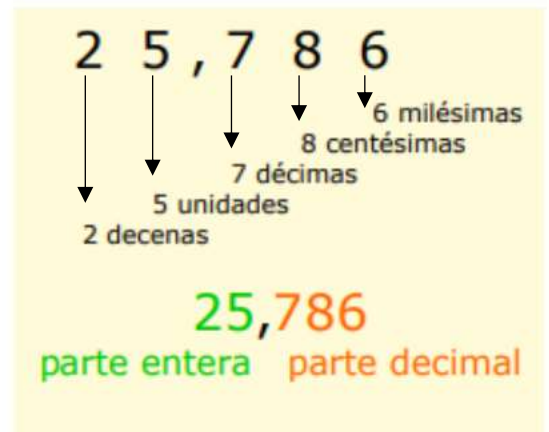 2 5 , 7 8 6
6 milésimas
8 centésimas
7 décimas
5 unidades
2 decenas
25,786
parte entera parte decimal